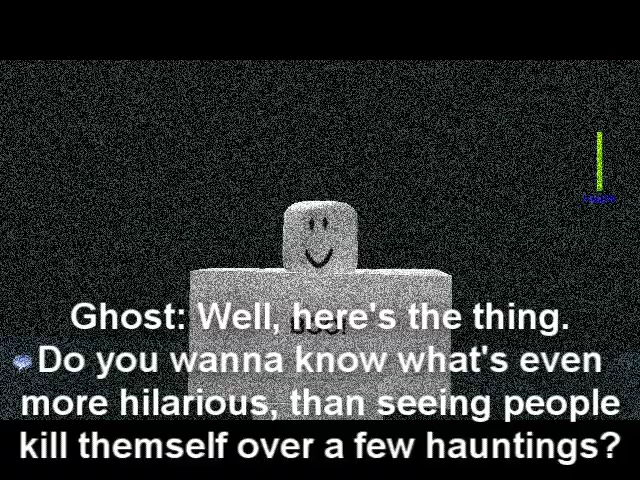 Ghost: Well, here's the thing.
Do you wanna know what's even
more hilarious, than seeing people
kill themself over a few hauntings?